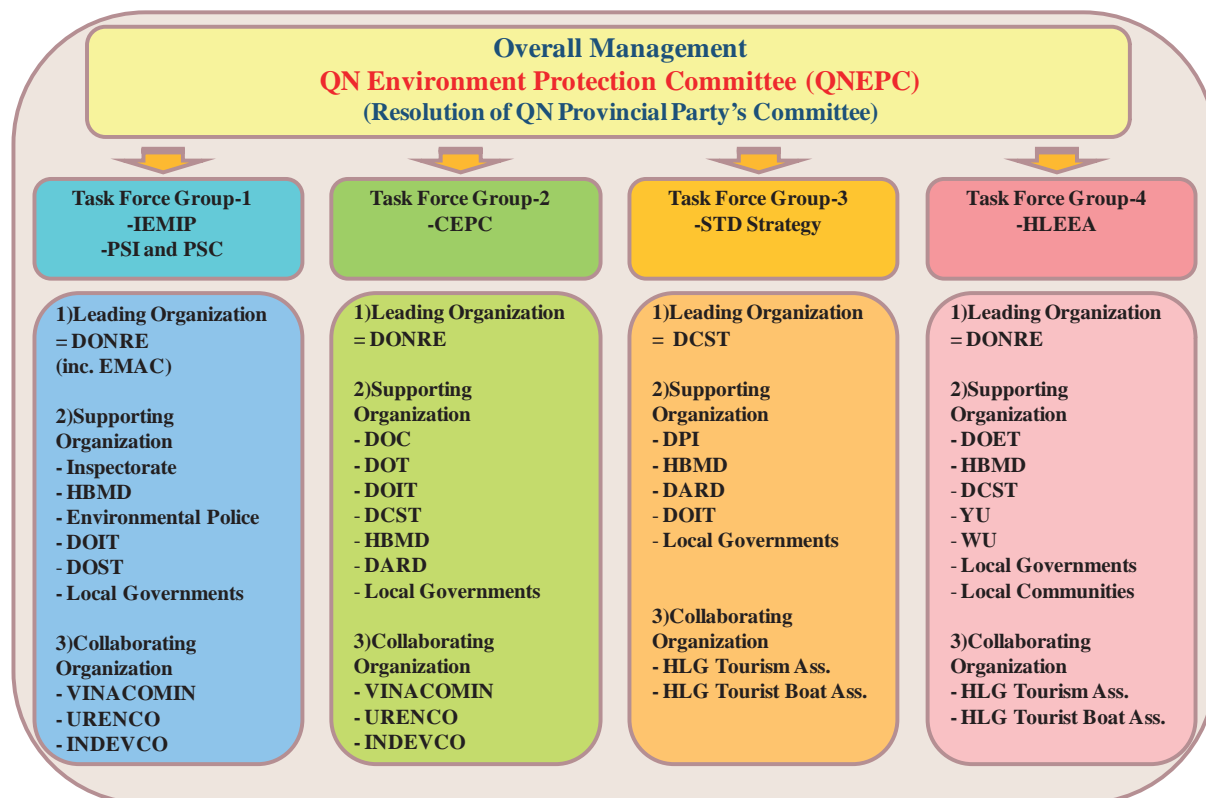 Overall Management
QN Environment Protection Committee (QNEPC)
(Resolution of QN Provincial Party's Committee)
Task Force Group-1
-IEMIP
-PSI and PSC
Task Force Group-2
-CEPC
Task Force Group-3
-STD Strategy
Task Force Group-4
-HLEEA
1)Leading Organization
= DONRE
(inc. EMAC)
2)Supporting
Organization
- Inspectorate
- HBMD
- Environmental Police
- DOIT
- DOST
- Local Governments
3)Collaborating
Organization
- VINACOMIN
- URENCO
- INDEVCO
1)Leading Organization
= DONRE
2)Supporting
Organization
- DOC
- DOT
- DOIT
- DCST
- HBMD
- DARD
- Local Governments
3)Collaborating
Organization
- VINACOMIN
- URENCO
- INDEVCO
1)Leading Organization
= DCST
2)Supporting
Organization
- DPI
- HBMD
- DARD
- DOIT
- Local Governments
3)Collaborating
Organization
- HLG Tourism Ass.
- HLG Tourist Boat Ass.
1)Leading Organization
= DONRE
2)Supporting
Organization
- DOET
- HBMD
- DCST
- YU
- WU
- Local Governments
- Local Communities
3)Collaborating
Organization
- HLG Tourism Ass.
- HLG Tourist Boat Ass.